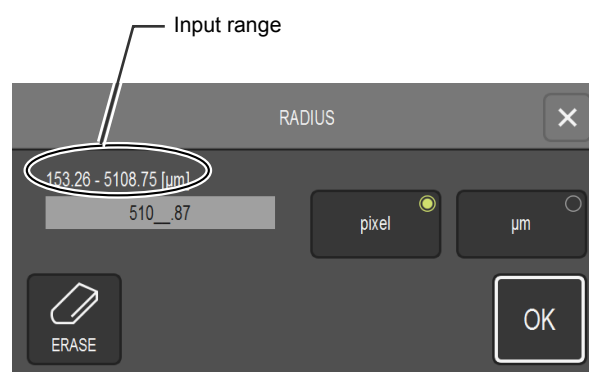 Input range
RADIUS
153.26 - 5108.75 [µm]
510__.87
pixel
µm
ERASE
OK